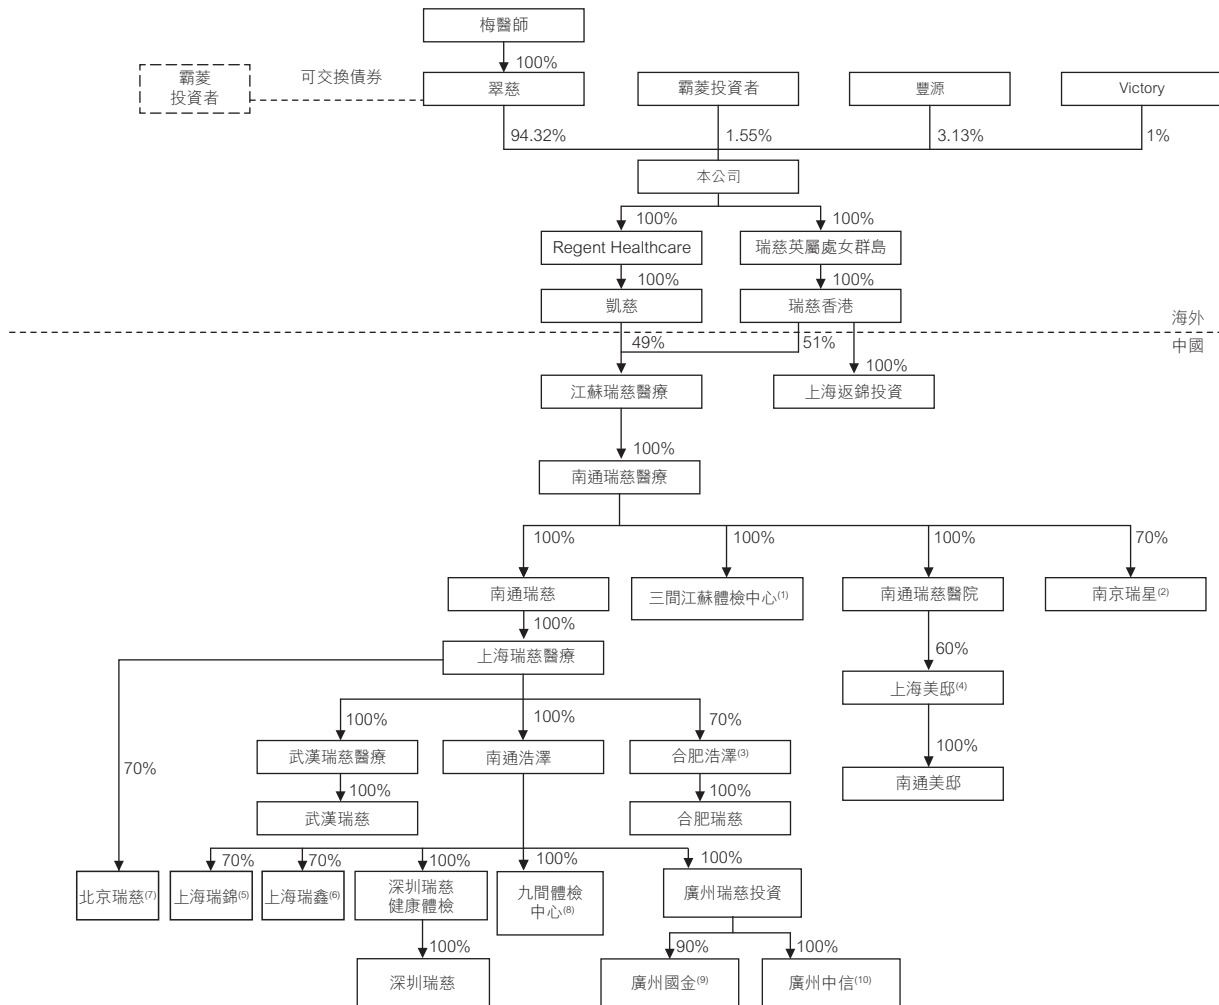 梅醫師
100%
霸菱
投資者
可交換債券
翠慈
霸菱投資者
豐源
Victory
94.32%
1.55%
3.13%
1%
本公司
100%
100%
Regent Healthcare
瑞慈英屬處女群島
100%
100%
凱慈
瑞慈香港
海外
中國
49%
51%
100%
江蘇瑞慈醫療
上海返錦投資
100%
南通瑞慈醫療
100%
100%
100%
70%
南通瑞慈
三間江蘇體檢中心(1)
南通瑞慈醫院
南京瑞星(2)
100%
60%
上海瑞慈醫療
上海美邸(4)
100%
100%
70%
100%
70%
武漢瑞慈醫療
南通浩澤
合肥浩澤(3)
南通美邸
100%
100%
武漢瑞慈
合肥瑞慈
70%
70%
100%
100%
100%
北京瑞慈(7)
上海瑞錦(5)
上海瑞鑫(6)
深圳瑞慈
健康體檢
九間體檢
中心(8)
廣州瑞慈投資
100%
90%
100%
深圳瑞慈
廣州國金(9)
廣州中信(10)